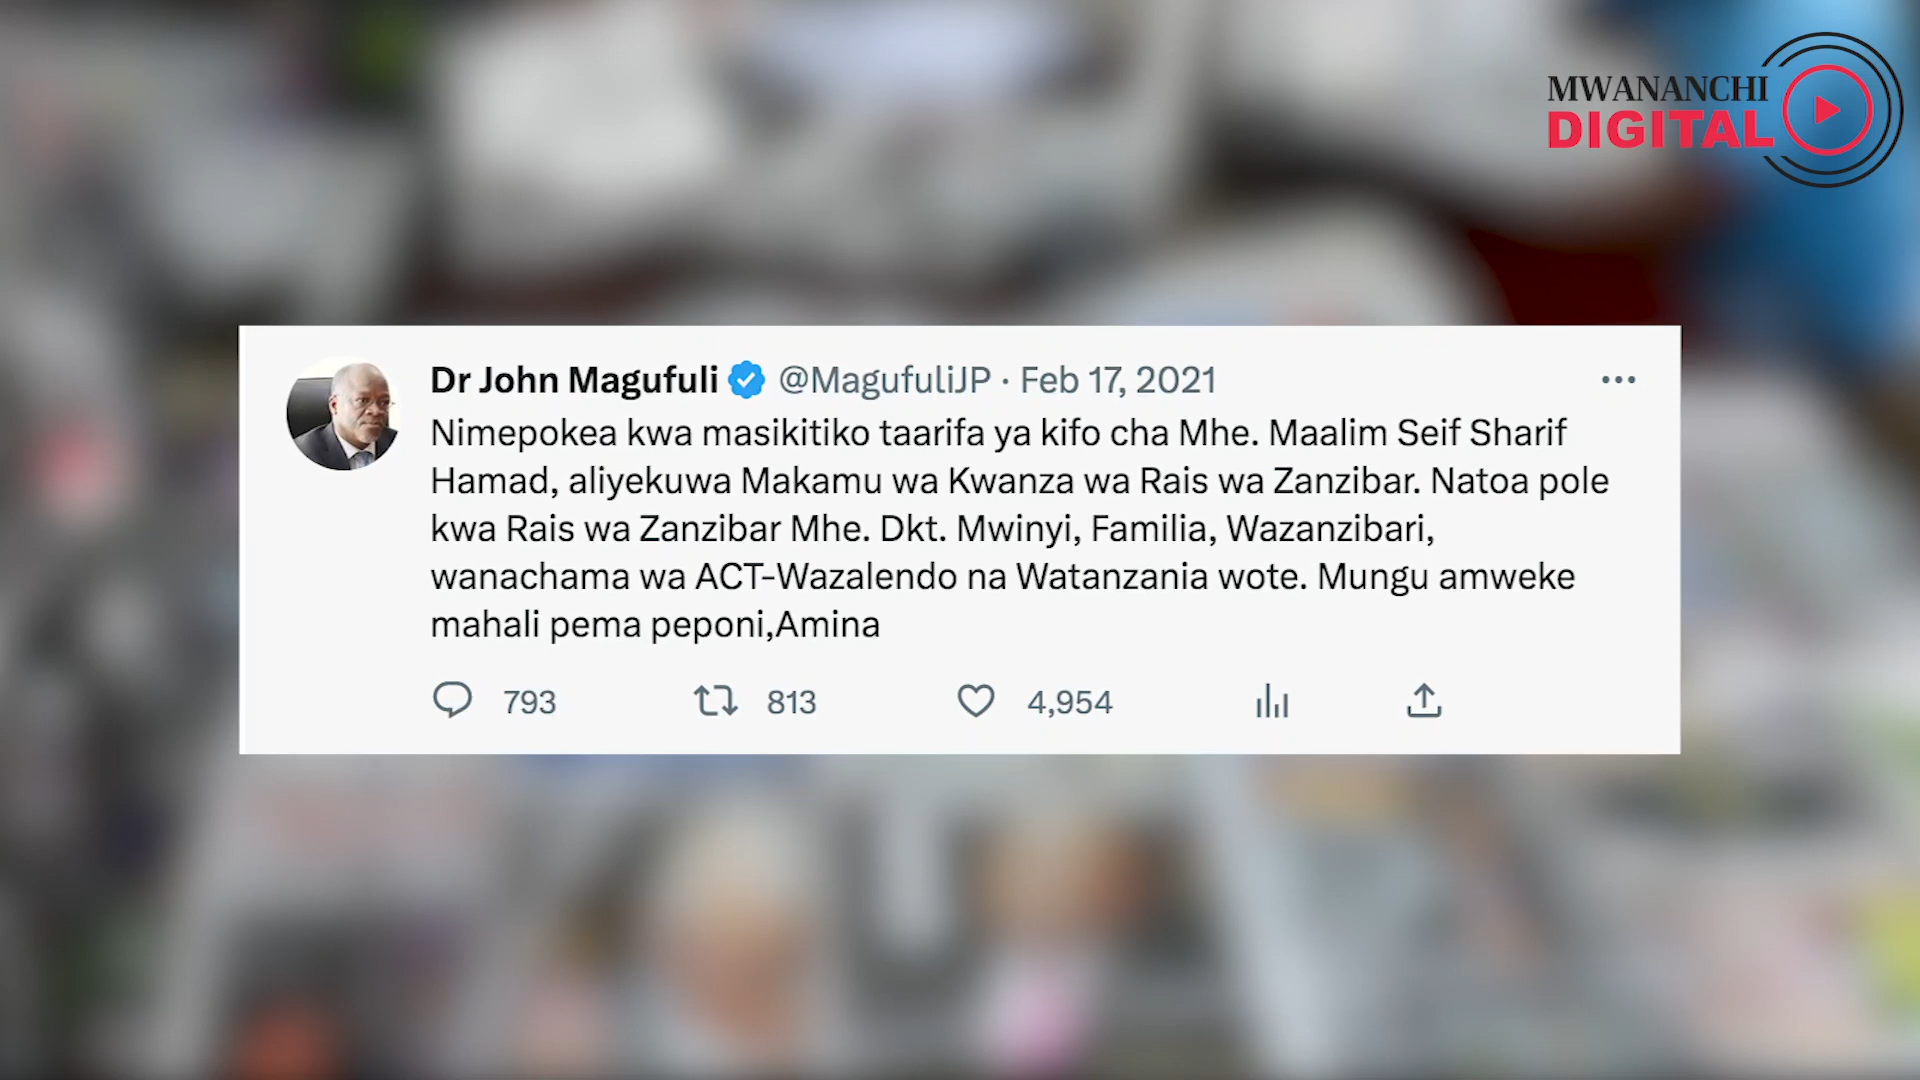 MWANANCHI
DIGITAL
Dr John Magufuli @MagufuliJP · Feb 17, 2021
Nimepokea kwa masikitiko taarifa ya kifo cha Mhe. Maalim Seif Sharif
Hamad, aliyekuwa Makamu wa Kwanza wa Rais wa Zanzibar. Natoa pole
kwa Rais wa Zanzibar Mhe. Dkt. Mwinyi, Familia, Wazanzibari,
wanachama wa ACT-Wazalendo na Watanzania wote. Mungu amweke
mahali pema peponi,Amina
793 813 4,954